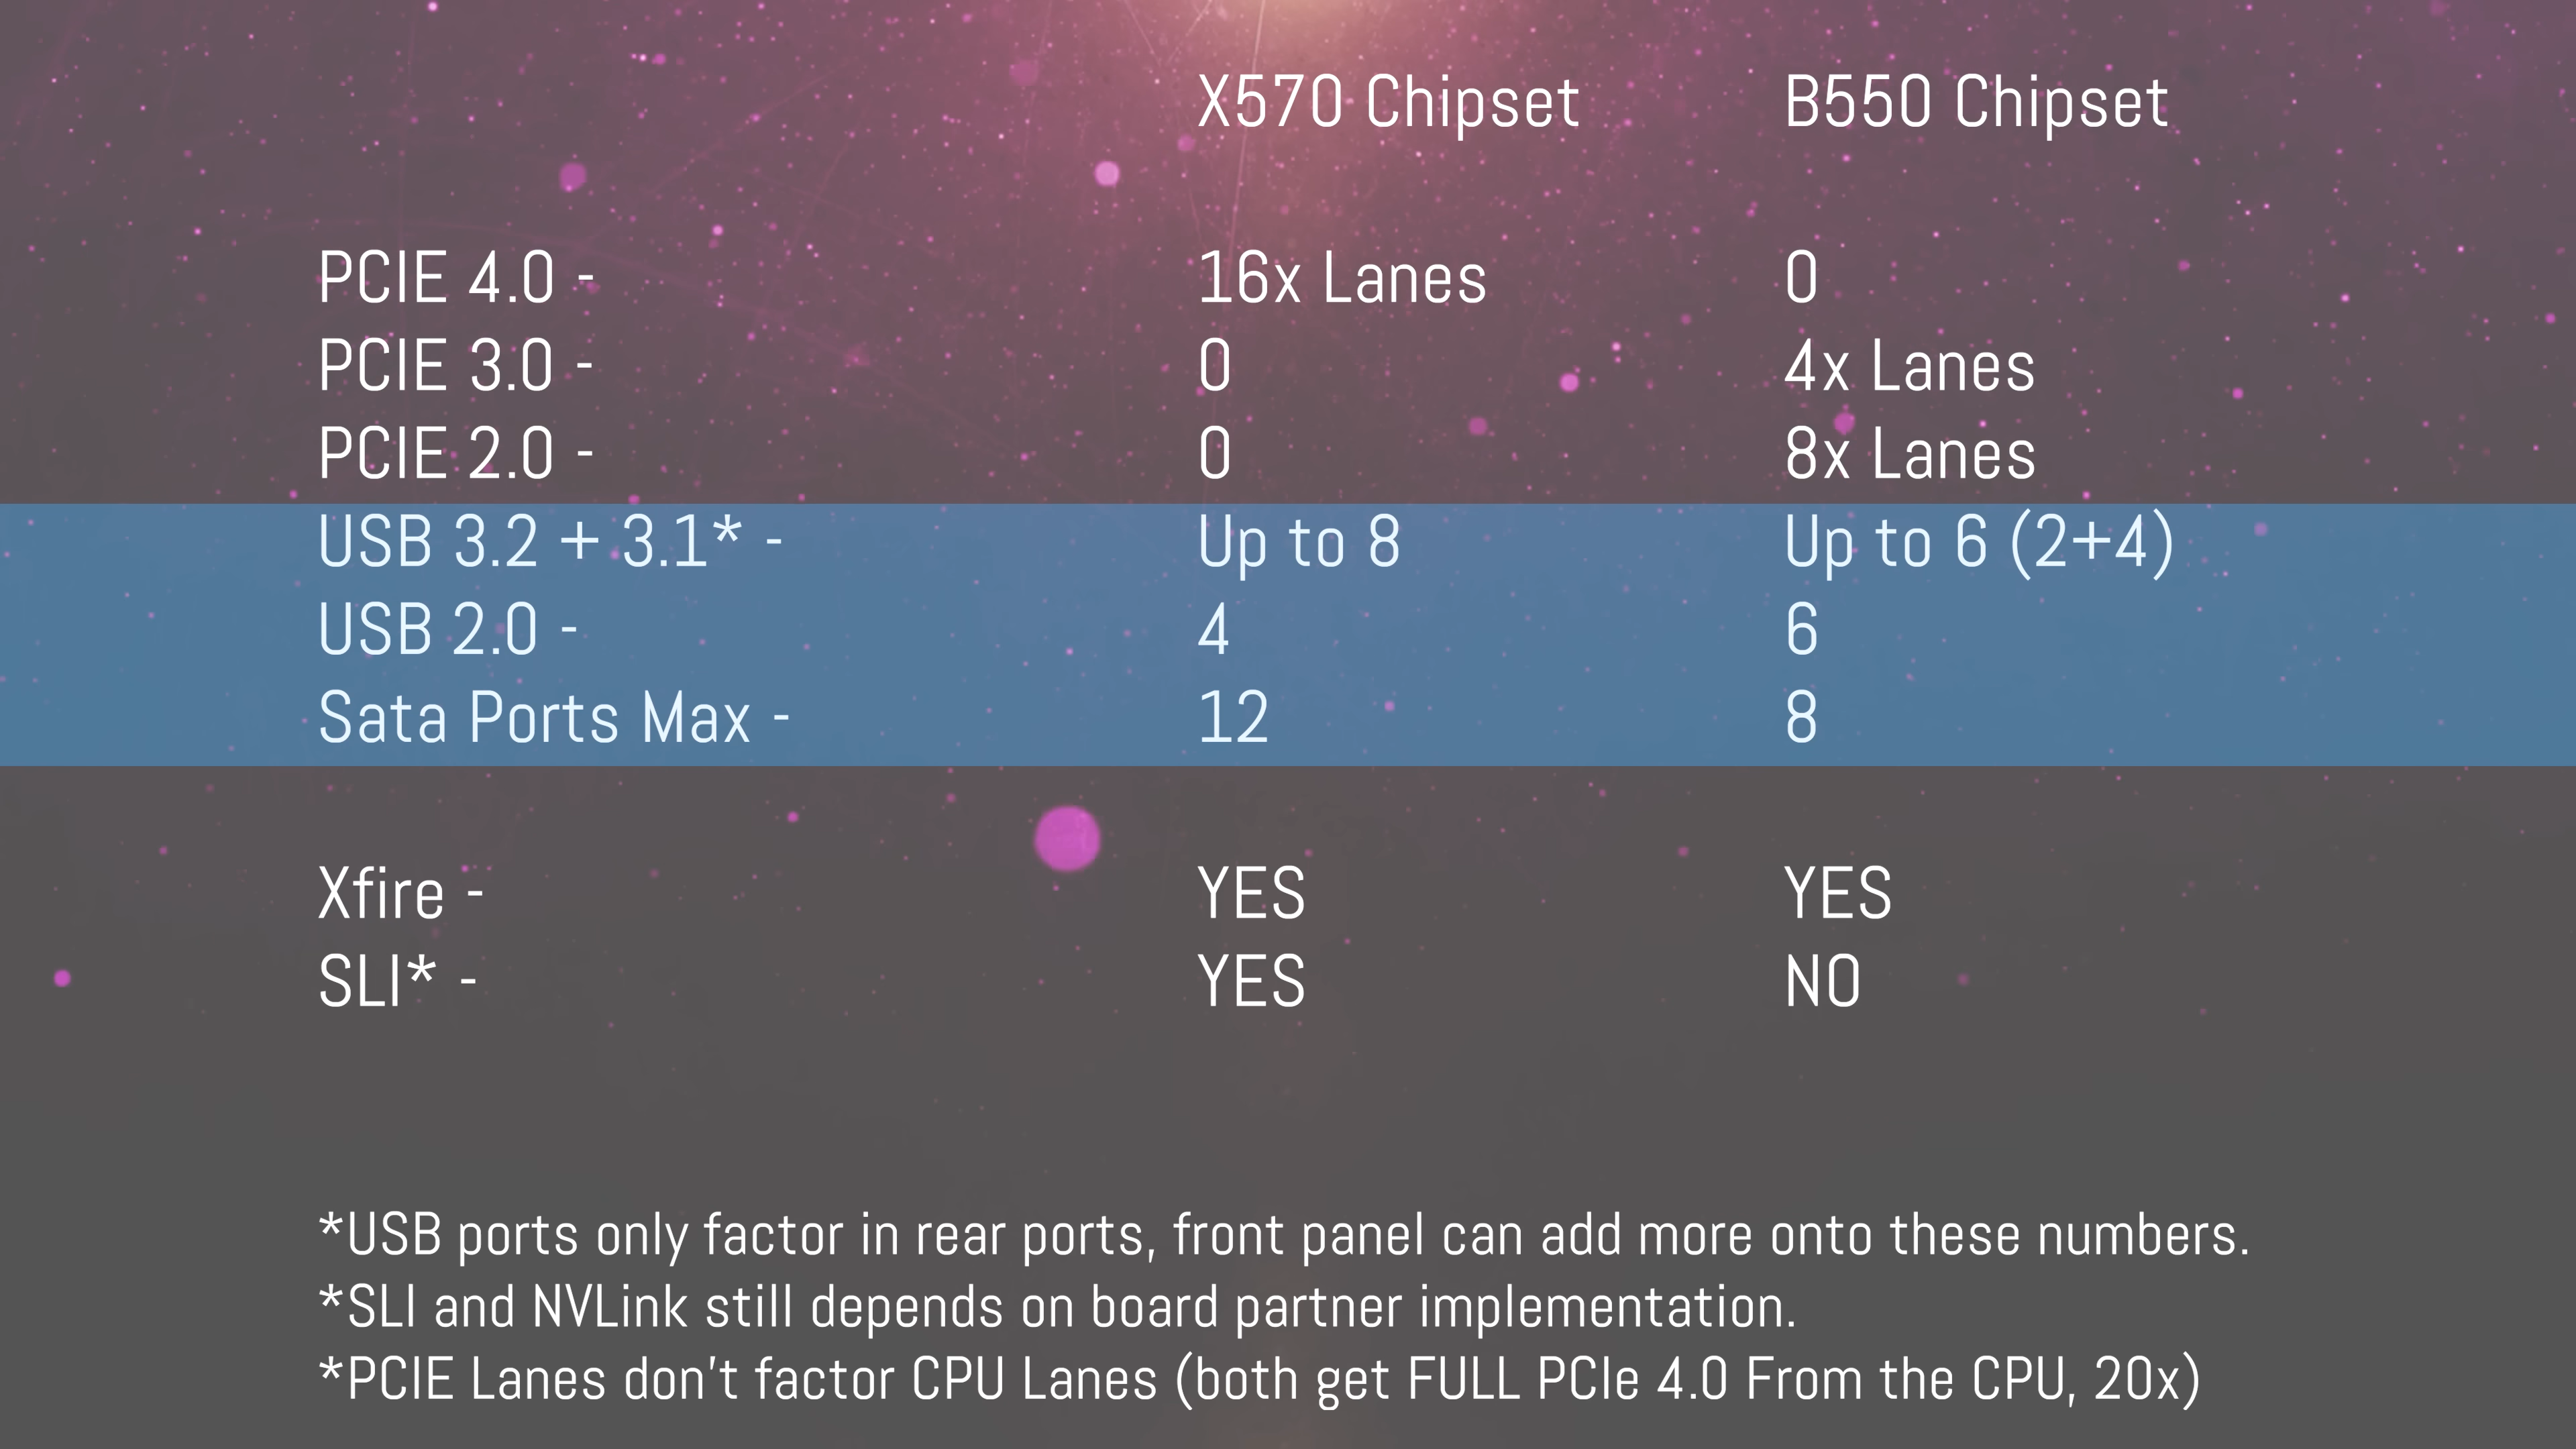 X570 Chipset B550 Chipset
PCIE 4.0 - 16x Lanes 0
PCIE 3.0 - 0 4x Lanes
PCIE 2.0 - 0 8x Lanes
USB 3.2 + 3.1* - Up to 8 Up to 6 (2+4)
USB 2.0 - 4 6
Sata Ports Max - 12 8
Xfire - YES YES
SLI* - YES NO
*USB ports only factor in rear ports, front panel can add more onto these numbers.
*SLI and NVLink still depends on board partner implementation.
*PCIE Lanes don't factor CPU Lanes (both get FULL PCIe 4.0 From the CPU, 20x)